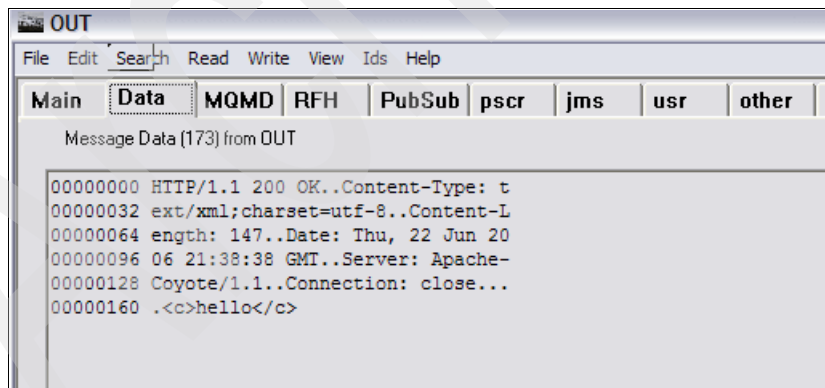 OUT
File Edit Search Read Write View Ids Help
Main Data MQMD RFH PubSub pscr jms usr other
Message Data (173) from OUT
00000000 HTTP/1.1 200 OK..Content-Type: t
00000032 ext/xml;charset=utf-8..Content-L
00000064 ength: 147..Date: Thu, 22 Jun 20
00000096 06 21:38:38 GMT..Server: Apache-
00000128 Coyote/1.1..Connection: close...
00000160 .<c>hello</c>